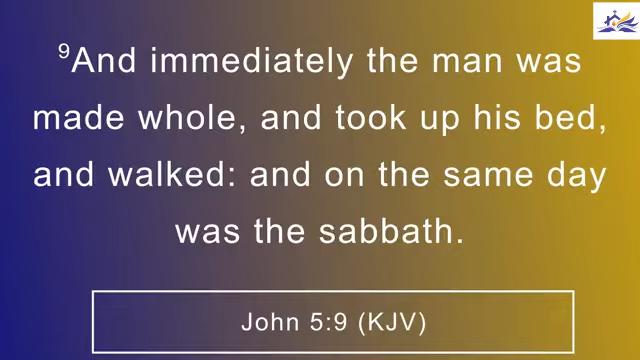 ⁹And immediately the man was
made whole, and took up his bed,
and walked: and on the same day
was the sabbath.
John 5:9 (KJV)